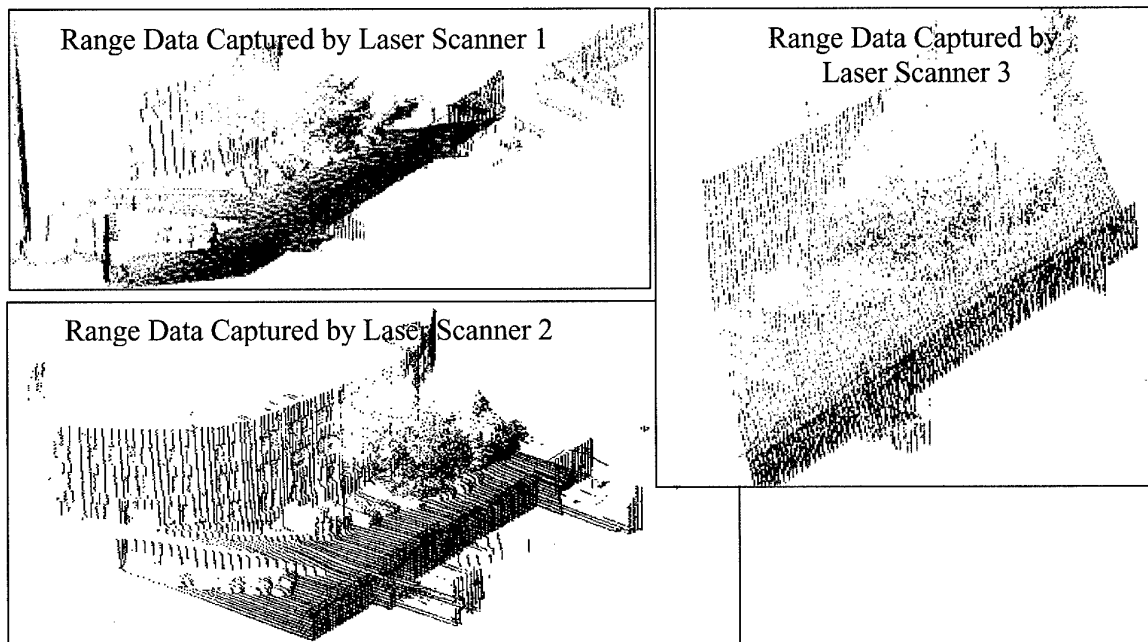 Range Data Captured by Laser Scanner 1
Range Data Captured by
Laser Scanner 3
Range Data Captured by Laser Scanner 2